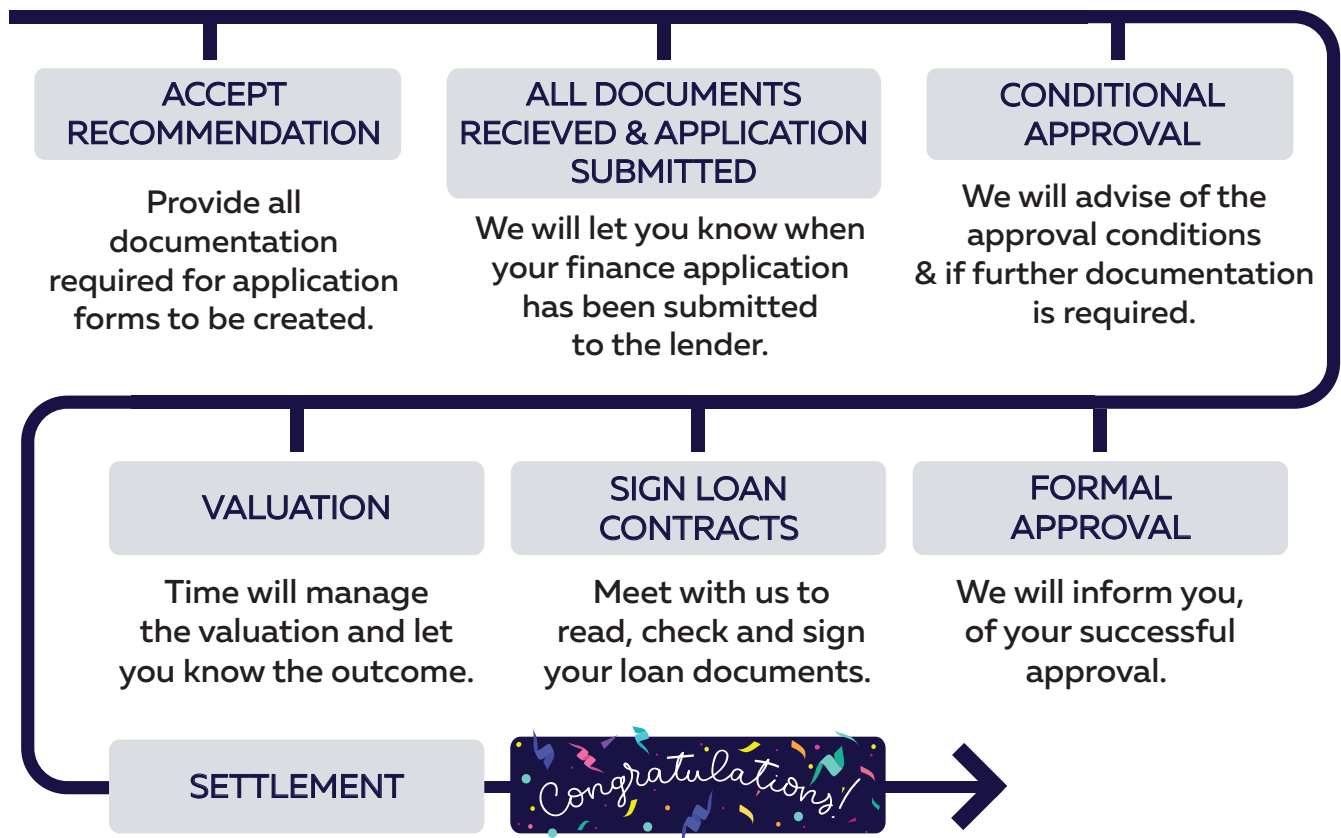 ACCEPT
RECOMMENDATION
Provide all
documentation
required for application
forms to be created.
ALL DOCUMENTS
RECIEVED & APPLICATION
SUBMITTED
We will let you know when
your finance application
has been submitted
to the lender.
CONDITIONAL
APPROVAL
We will advise of the
approval conditions
& if further documentation
is required.
VALUATION
Time will manage
the valuation and let
you know the outcome.
SIGN LOAN
CONTRACTS
Meet with us to
read, check and sign
your loan documents.
FORMAL
APPROVAL
We will inform you,
of your successful
approval.
SETTLEMENT
Congratulations!